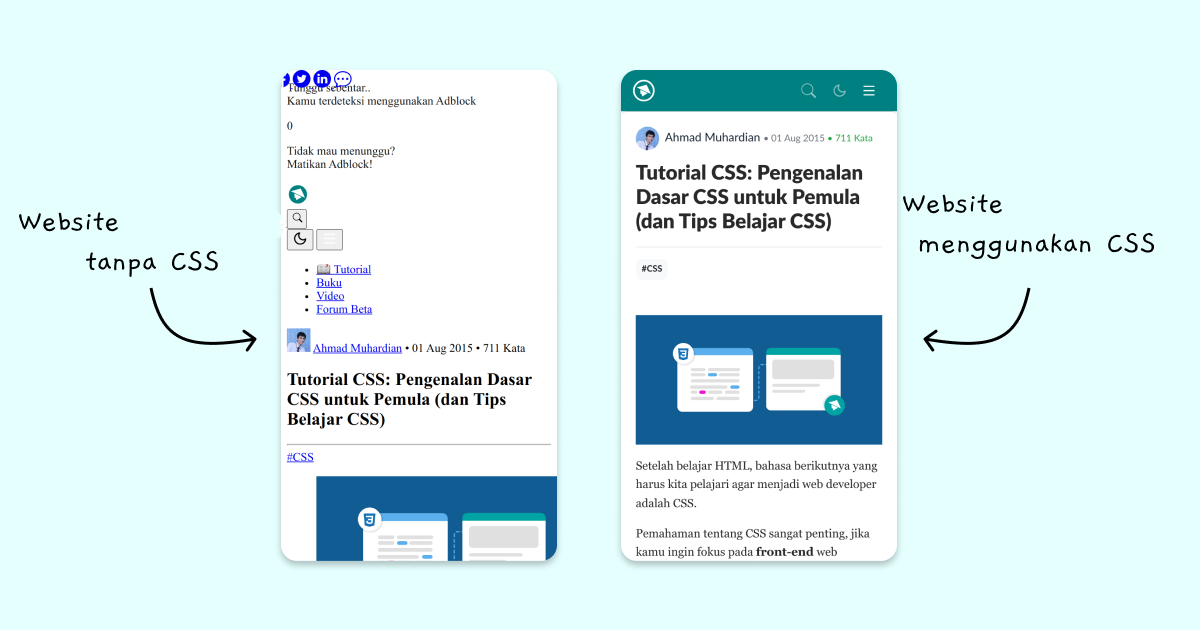 Website
tanpa CSS
in
Tunggu sebentar..
Kamu terdeteksi menggunakan Adblock
0
Tidak mau menunggu?
Matikan Adblock!
Tutorial
Buku
Video
Forum Beta
Ahmad Muhardian • 01 Aug 2015 • 711 Kata
Tutorial CSS: Pengenalan Dasar
CSS untuk Pemula (dan Tips
Belajar CSS)
#CSS
3
Ahmad Muhardian • 01 Aug 2015 • 711 Kata
Tutorial CSS: Pengenalan
Dasar CSS untuk Pemula
(dan Tips Belajar CSS)
#CSS
3
Setelah belajar HTML, bahasa berikutnya yang
harus kita pelajari agar menjadi web developer
adalah CSS.
Pemahaman tentang CSS sangat penting, jika
kamu ingin fokus pada front-end web
Website
menggunakan CSS